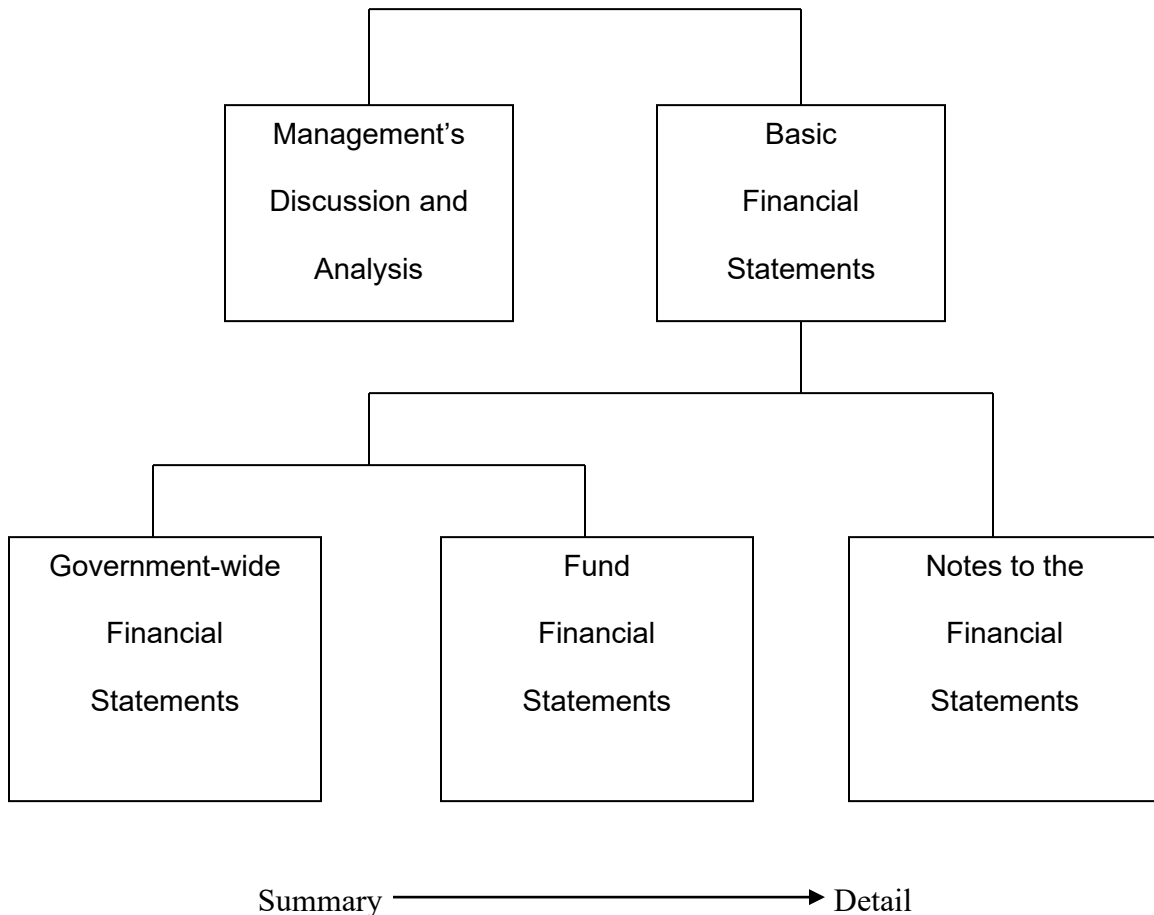 Management’s
Discussion and
Analysis
Basic
Financial
Statements
Government-wide
Financial
Statements
Fund
Financial
Statements
Notes to the
Financial
Statements
Summary
Detail